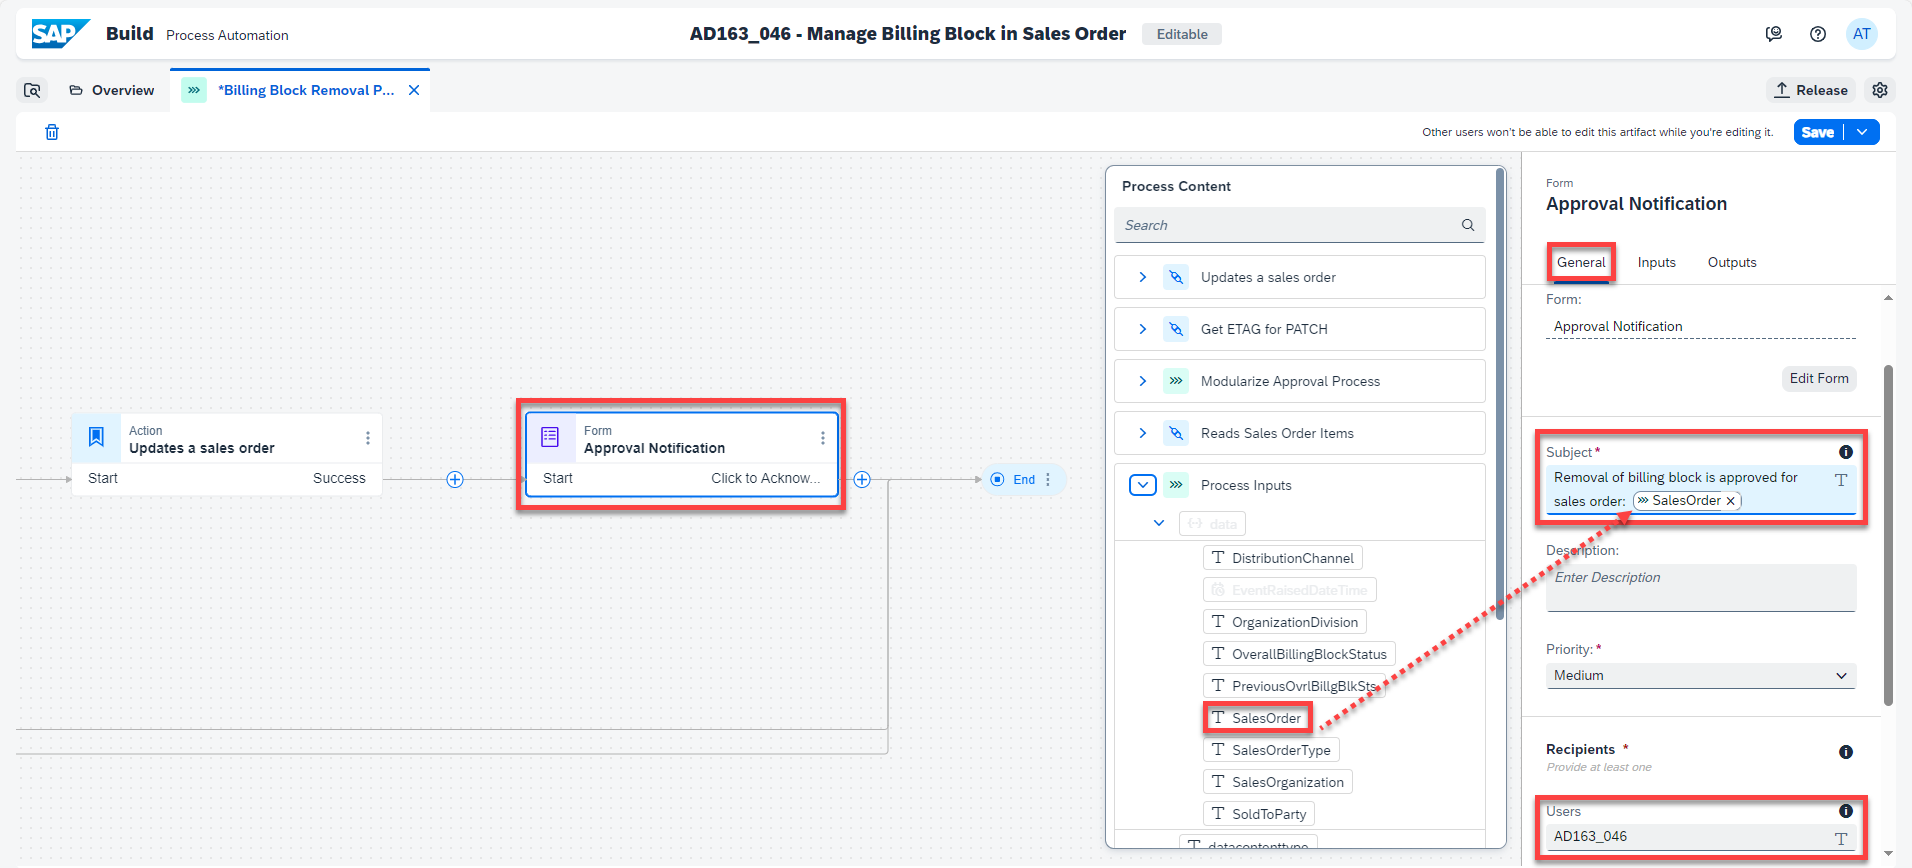 SAP Build Process Automation
AD163_046 - Manage Billing Block in Sales Order Editable
AT
Overview
*Billing Block Removal P...
Release
Other users won't be able to edit this artifact while you're editing it.
Save
Action
Updates a sales order
Start Success
Form
Approval Notification
Start Click to Acknow...
End
Process Content
Search
Updates a sales order
Get ETAG for PATCH
Modularize Approval Process
Reads Sales Order Items
Process Inputs
data
DistributionChannel
EventRaisedDateTime
OrganizationDivision
OverallBillingBlockStatus
PreviousOvrlBillgBlkSts
SalesOrder
SalesOrderType
SalesOrganization
SoldToParty
datacontenttype
Form
Approval Notification
General Inputs Outputs
Form:
Approval Notification
Edit Form
Subject *
Removal of billing block is approved for
sales order: SalesOrder
Description:
Enter Description
Priority: *
Medium
Recipients *
Provide at least one
Users
AD163_046